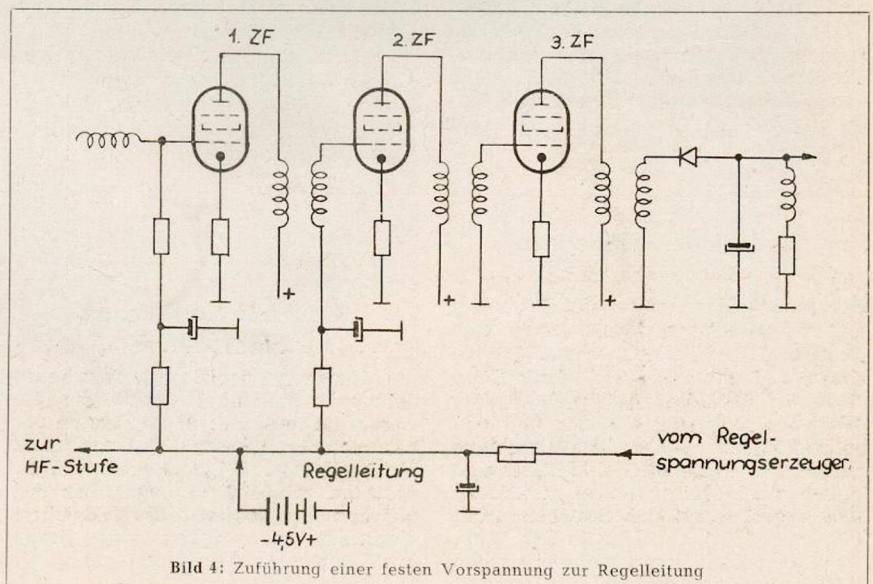 1. ZF
2. ZF
3. ZF
+
+
+
zur
HF-Stufe
Regelleitung
vom Regel-
spannungserzeuger.
-4,5V+
Bild 4: Zuführung einer festen Vorspannung zur Regelleitung